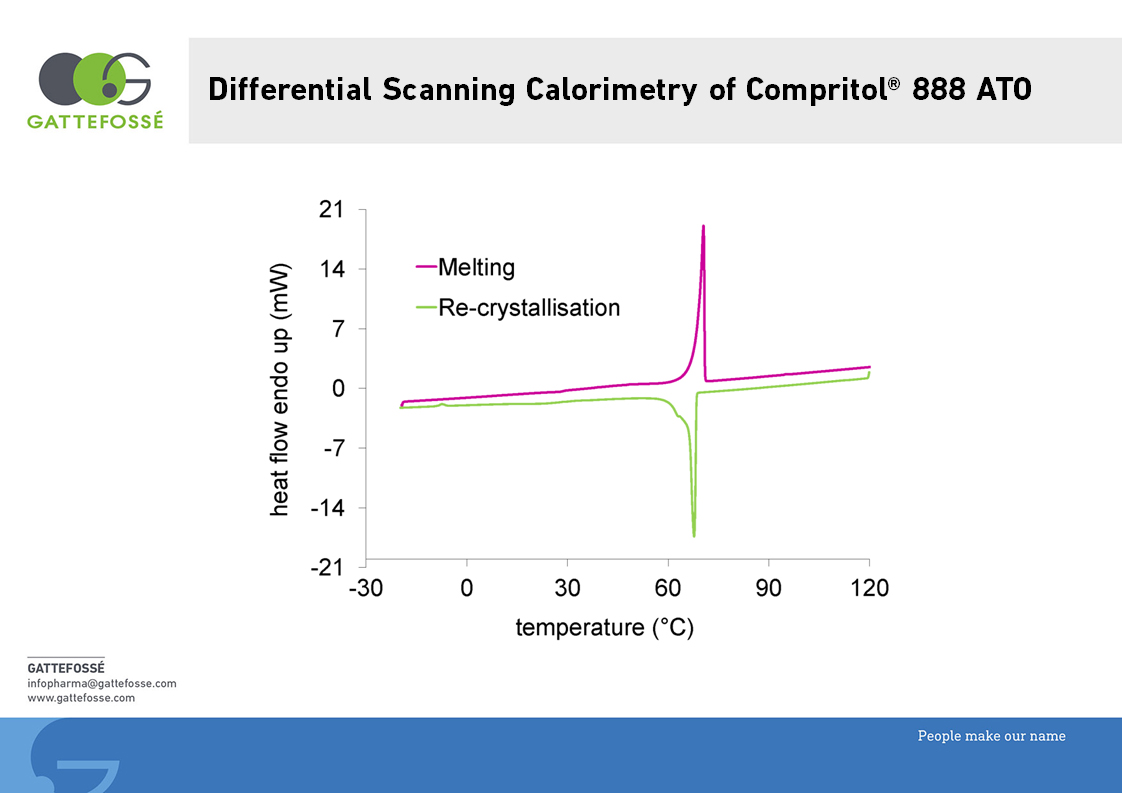 GATTEFOSSÉ
Differential Scanning Calorimetry of Compritol® 888 ATO
21
14
7
0
-7
-14
-21
heat flow endo up (mW)
Melting
Re-crystallisation
-30 0 30 60 90 120
temperature (°C)
GATTEFOSSÉ
infopharma@gattefosse.com
www.gattefosse.com
People make our name